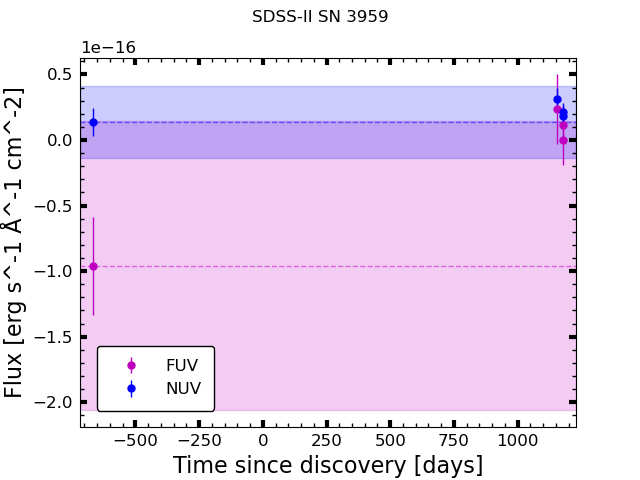 SDSS-II SN 3959
1e−16
0.5
0.0
−0.5
−1.0
−1.5
−2.0
Flux [erg s^-1 Å^-1 cm^-2]
FUV
NUV
−500 −250 0 250 500 750 1000
Time since discovery [days]